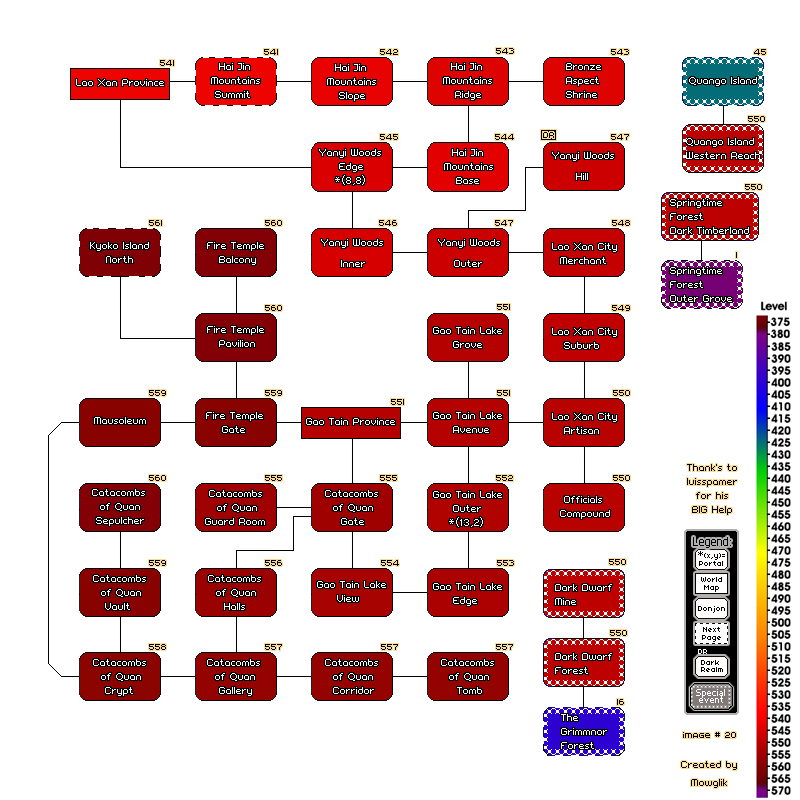 541
Lao Xan Province
541
Hai Jin
Mountains
Summit
542
Hai Jin
Mountains
Slope
543
Hai Jin
Mountains
Ridge
543
Bronze
Aspect
Shrine
45
Quango Island
550
Quango Island
Western Reach
545
Yanyi Woods
Edge
*(8,8)
544
Hai Jin
Mountains
Base
DR
547
Yanyi Woods
Hill
550
Springtime
Forest
Dark Timberland
1
Springtime
Forest
Outer Grove
561
Kyoko Island
North
560
Fire Temple
Balcony
546
Yanyi Woods
Inner
547
Yanyi Woods
Outer
548
Lao Xan City
Merchant
560
Fire Temple
Pavilion
551
Gao Tain Lake
Grove
549
Lao Xan City
Suburb
559
Mausoleum
559
Fire Temple
Gate
551
Gao Tain Province
551
Gao Tain Lake
Avenue
550
Lao Xan City
Artisan
560
Catacombs
of Quan
Sepulcher
555
Catacombs
of Quan
Guard Room
555
Catacombs
of Quan
Gate
552
Gao Tain Lake
Outer
*(13,2)
550
Officials
Compound
559
Catacombs
of Quan
Vault
556
Catacombs
of Quan
Halls
554
Gao Tain Lake
View
553
Gao Tain Lake
Edge
550
Dark Dwarf
Mine
558
Catacombs
of Quan
Crypt
557
Catacombs
of Quan
Gallery
557
Catacombs
of Quan
Corridor
557
Catacombs
of Quan
Tomb
550
Dark Dwarf
Forest
16
The
Grimmnor
Forest
Thank's to
luisspamer
for his
BIG Help
Legend:
*(x,y)=
Portal
World
Map
Donjon
Next
Page
DR
Dark
Realm
Special
event
image # 20
Created by
Mowglik
Level
375
380
385
390
395
400
405
410
415
420
425
430
435
440
445
450
455
460
465
470
475
480
485
490
495
500
505
510
515
520
525
530
535
540
545
550
555
560
565
570